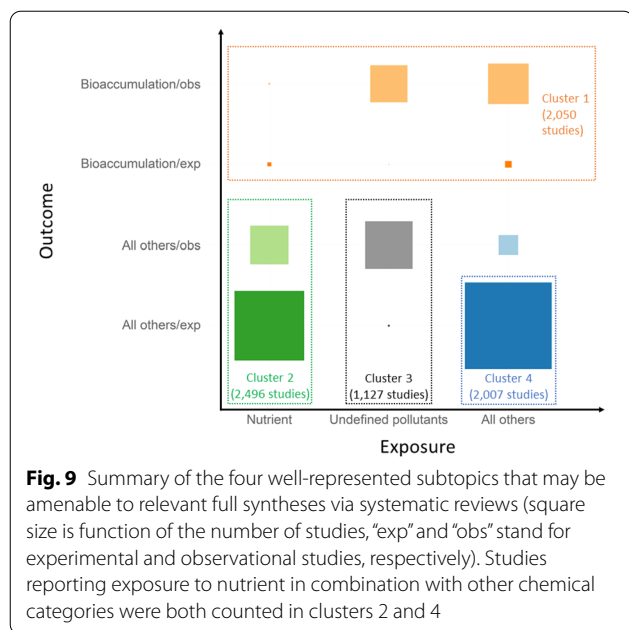 Bioaccumulation/obs
Cluster 1
(2,050
studies)
Bioaccumulation/exp
Outcome
All others/obs
All others/exp
Cluster 2
(2,496 studies)
Cluster 3
(1,127 studies)
Cluster 4
(2,007 studies)
Nutrient
Undefined pollutants
All others
Exposure
Fig. 9 Summary of the four well-represented subtopics that may be
amenable to relevant full syntheses via systematic reviews (square
size is function of the number of studies, “exp” and “obs” stand for
experimental and observational studies, respectively). Studies
reporting exposure to nutrient in combination with other chemical
categories were both counted in clusters 2 and 4